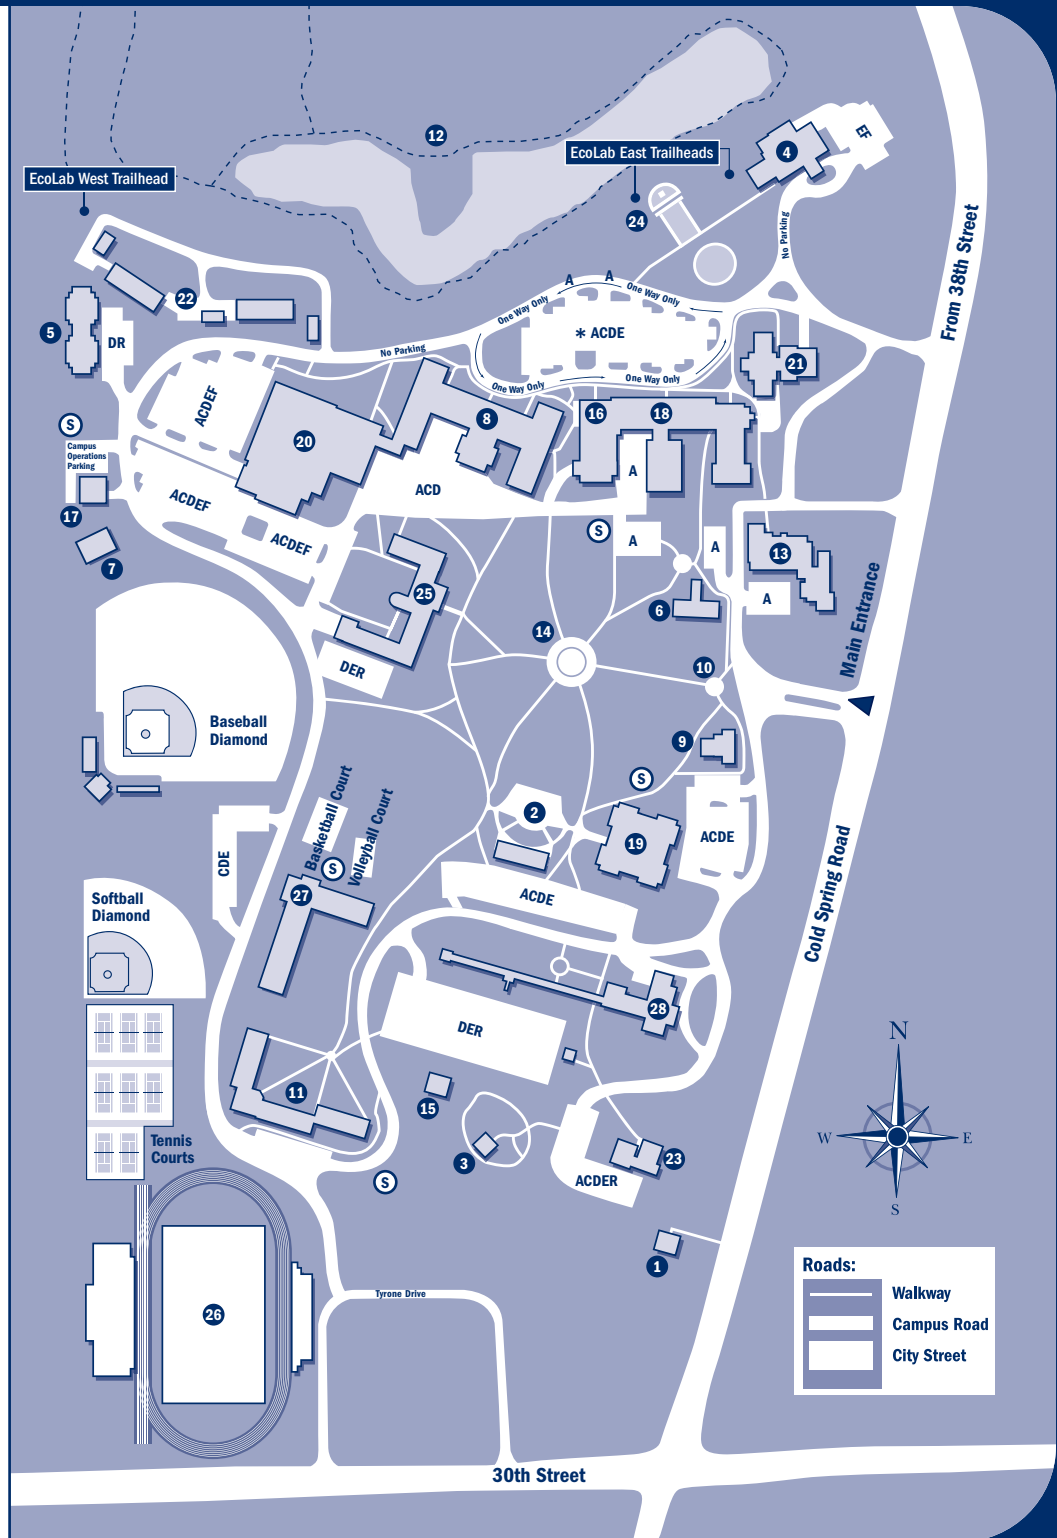 12
EcoLab East Trailheads
4
EF
EcoLab West Trailhead
24
No Parking
From 38th Street
22
A
A
One Way Only
One Way Only
5
DR
* ACDE
No Parking
21
One Way Only
One Way Only
ACDEF
8
16
18
S
20
Campus
Operations
Parking
A
ACD
17
ACDEF
S
A
A
13
ACDEF
7
25
A
6
Main Entrance
14
DER
10
Baseball
Diamond
9
S
Basketball Court
Volleyball Court
2
19
ACDE
CDE
S
27
ACDE
Softball
Diamond
Cold Spring Road
28
DER
N
11
15
W
E
Tennis
Courts
3
23
S
ACDER
S
1
Roads:
Walkway
Campus Road
City Street
Tyrone Drive
26
30th Street